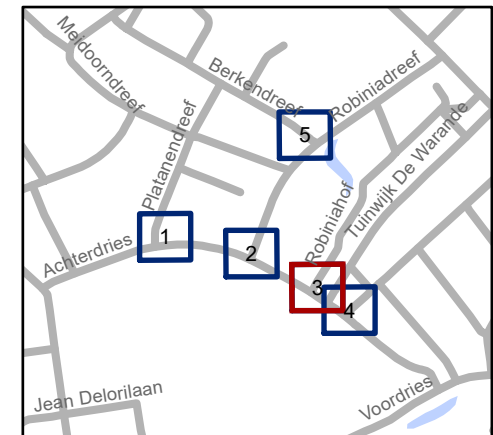 Meidoorndreef
Berkendreef
Robiniadreef
Platanendreef
5
Tuinwijk De Warande
Robiniahof
1
Achterdries
2
3
4
Voordries
Jean Delorilaan